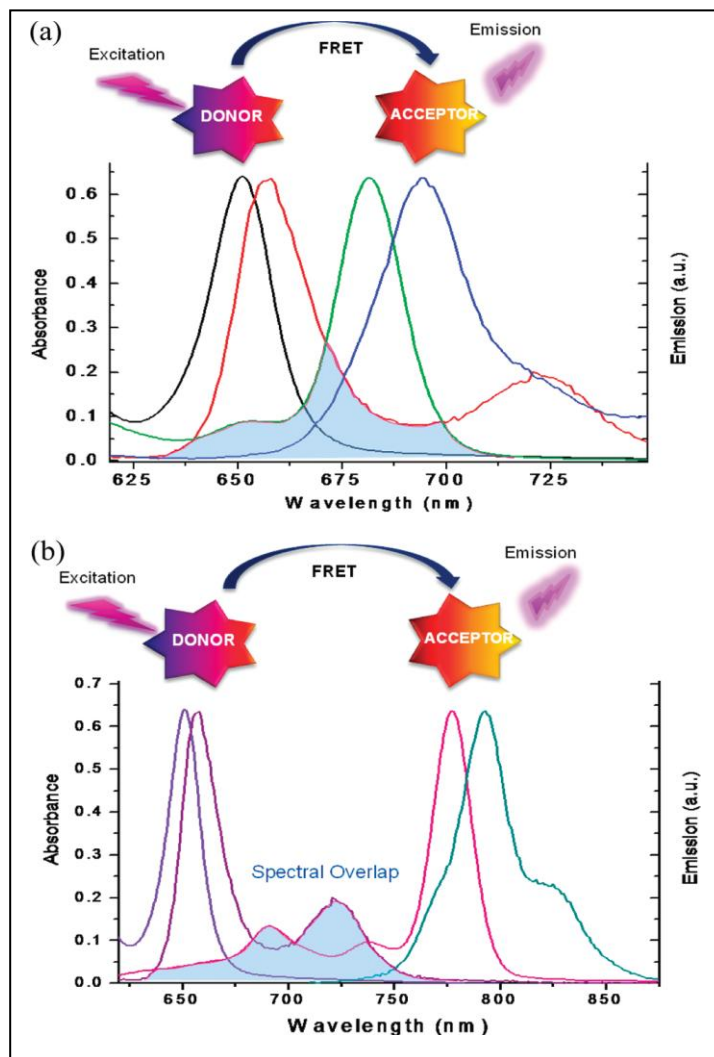 (a)
Excitation
FRET
Emission
DONOR
ACCEPTOR
0.6
0.5
0.4
0.3
0.2
0.1
0.0
Absorbance
Emission (a.u.)
625 650 675 700 725
Wavelength (nm)
(b)
Excitation
FRET
Emission
DONOR
ACCEPTOR
0.7
0.6
0.5
0.4
0.3
0.2
0.1
0.0
Absorbance
Spectral Overlap
Emission (a.u.)
650 700 750 800 850
Wavelength (nm)